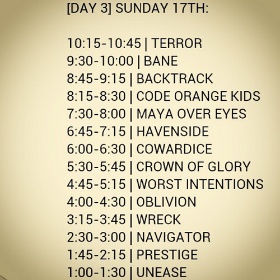 [DAY 3] SUNDAY 17TH:
10:15-10:45 | TERROR
9:30-10:00 | BANE
8:45-9:15 | BACKTRACK
8:15-8:30 | CODE ORANGE KIDS
7:30-8:00 | MAYA OVER EYES
6:45-7:15 | HAVENSIDE
6:00-6:30 | COWARDICE
5:30-5:45 | CROWN OF GLORY
4:45-5:15 | WORST INTENTIONS
4:00-4:30 | OBLIVION
3:15-3:45 | WRECK
2:30-3:00 | NAVIGATOR
1:45-2:15 | PRESTIGE
1:00-1:30 | UNEASE